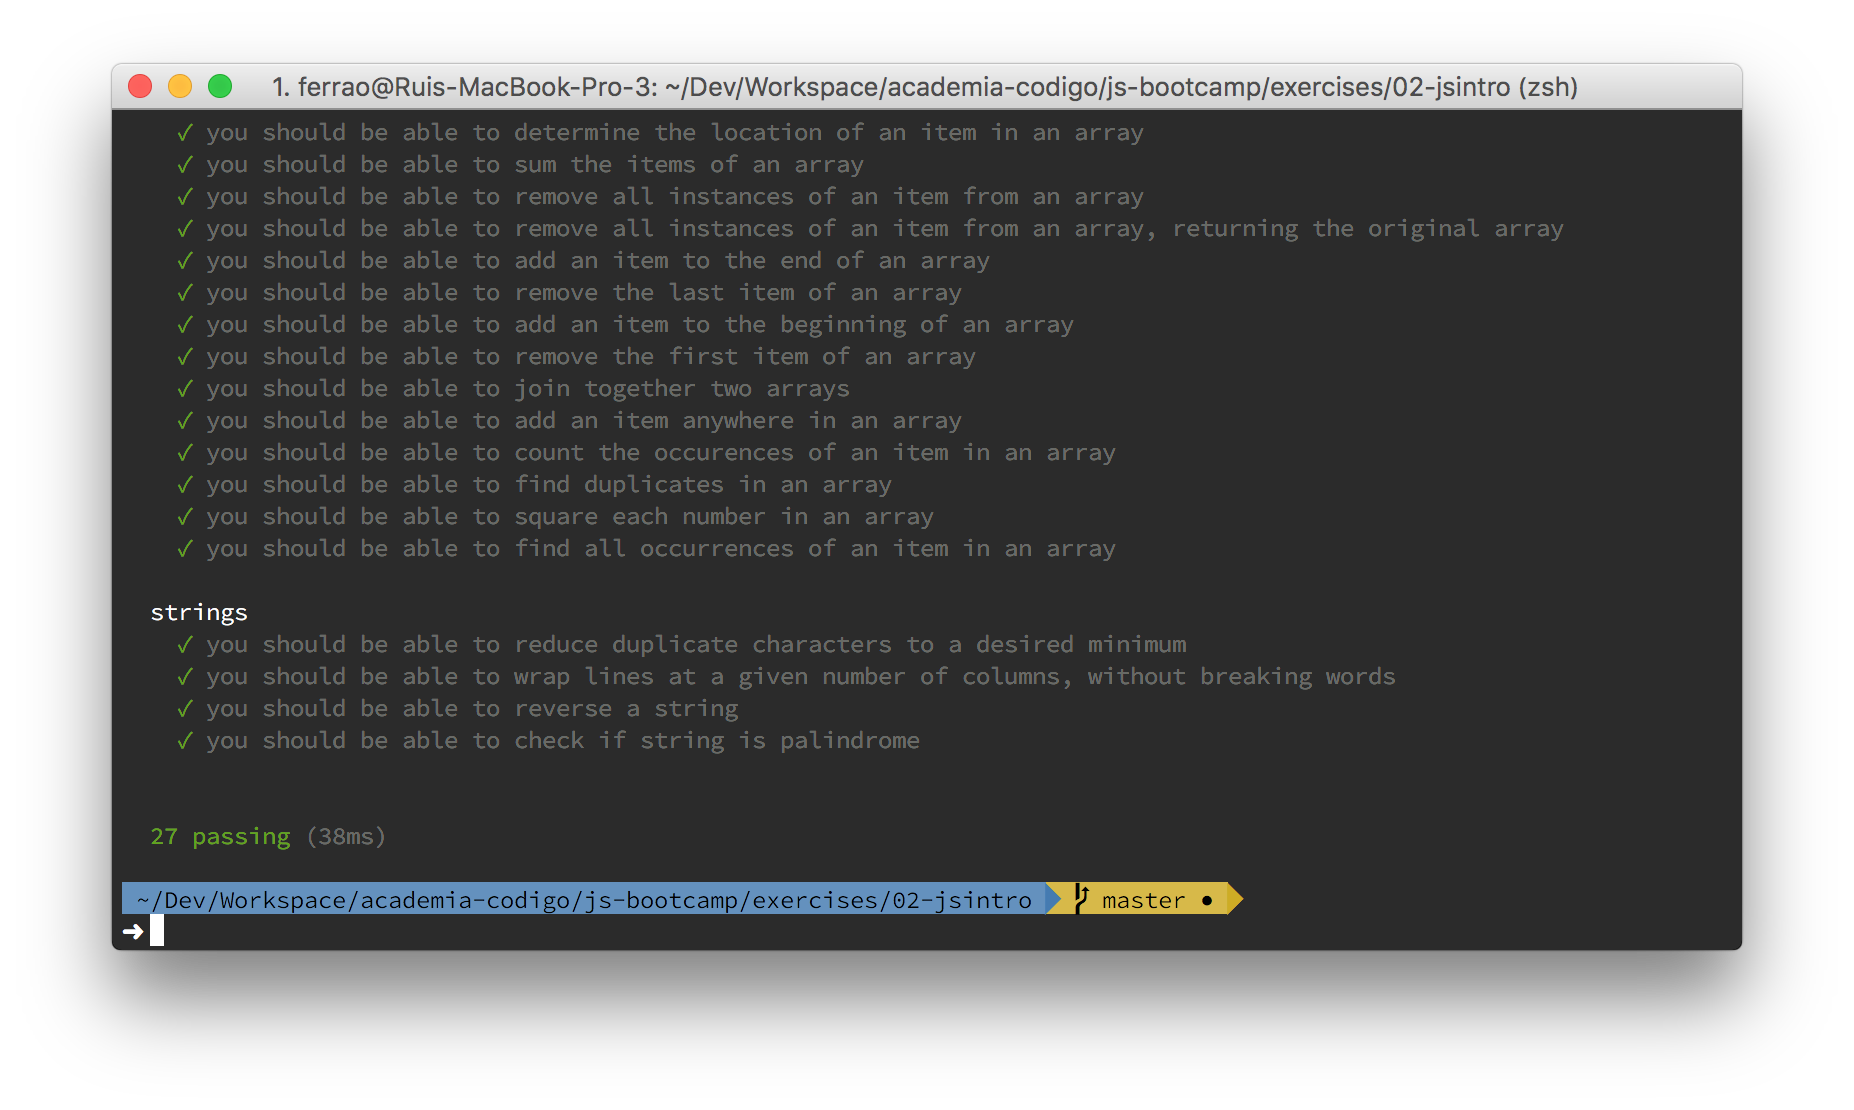 1. ferrao@Ruis-MacBook-Pro-3: ~/Dev/Workspace/academia-codigo/js-bootcamp/exercises/02-jsintro (zsh)
✓ you should be able to determine the location of an item in an array
✓ you should be able to sum the items of an array
✓ you should be able to remove all instances of an item from an array
✓ you should be able to remove all instances of an item from an array, returning the original array
✓ you should be able to add an item to the end of an array
✓ you should be able to remove the last item of an array
✓ you should be able to add an item to the beginning of an array
✓ you should be able to remove the first item of an array
✓ you should be able to join together two arrays
✓ you should be able to add an item anywhere in an array
✓ you should be able to count the occurences of an item in an array
✓ you should be able to find duplicates in an array
✓ you should be able to square each number in an array
✓ you should be able to find all occurrences of an item in an array
strings
✓ you should be able to reduce duplicate characters to a desired minimum
✓ you should be able to wrap lines at a given number of columns, without breaking words
✓ you should be able to reverse a string
✓ you should be able to check if string is palindrome
27 passing (38ms)
~/Dev/Workspace/academia-codigo/js-bootcamp/exercises/02-jsintro master ●
➜